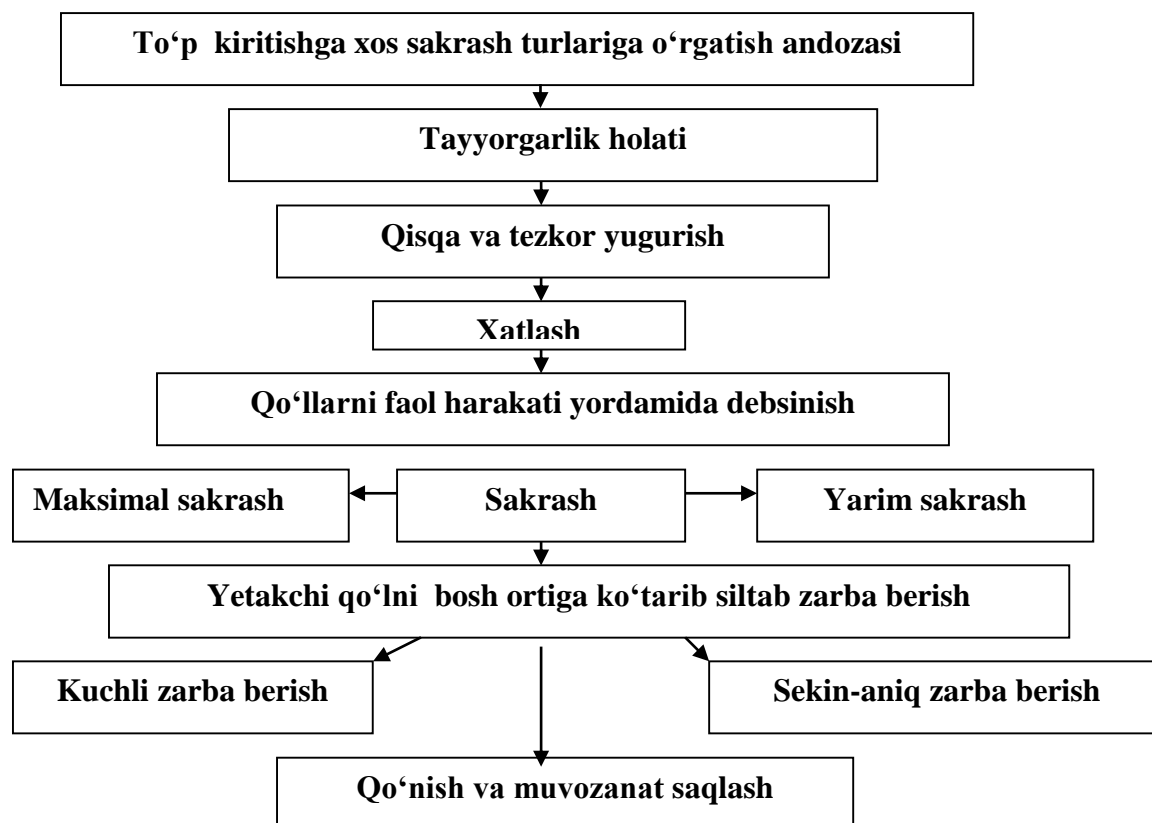 To‘p kiritishga xos sakrash turlariga o‘rgatish andozasi
Tayyorgarlik holati
Qisqa va tezkor yugurish
Xatlash
Qo‘llarni faol harakati yordamida debsinish
Maksimal sakrash
Sakrash
Yarim sakrash
Yetakchi qo‘lni bosh ortiga ko‘tarib siltab zarba berish
Kuchli zarba berish
Sekin-aniq zarba berish
Qo‘nish va muvozanat saqlash